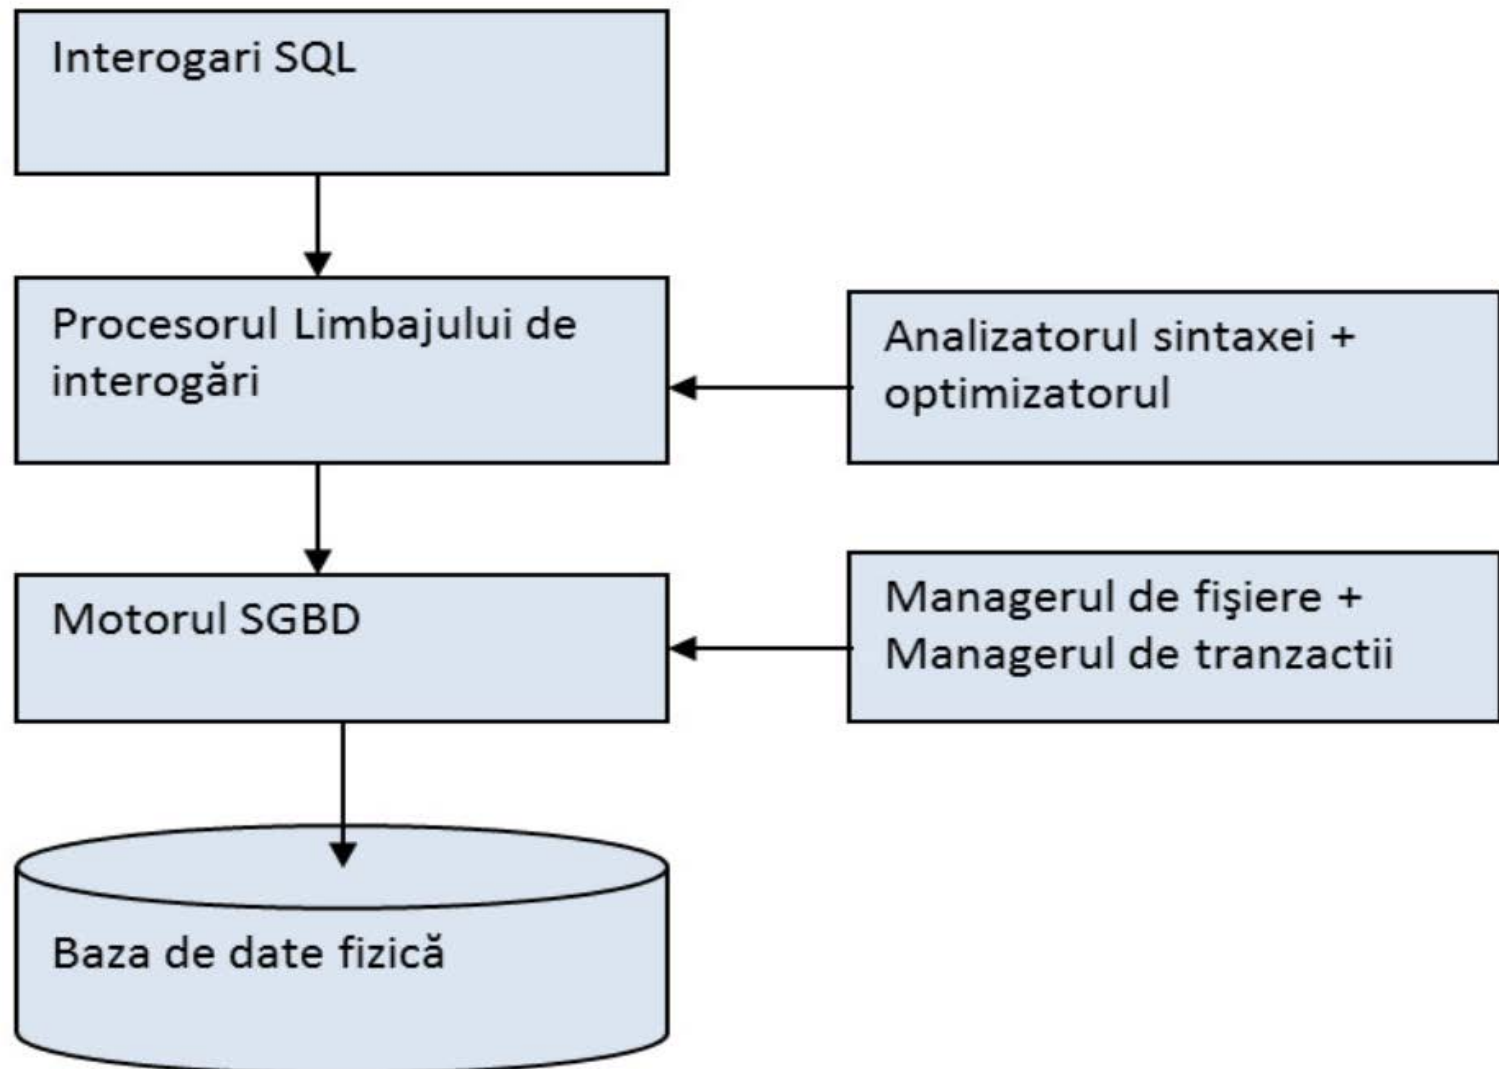 Interogari SQL
Procesorul Limbajului de
interogări
Analizatorul sintaxei +
optimizatorul
Motorul SGBD
Managerul de fişiere +
Managerul de tranzactii
Baza de date fizică